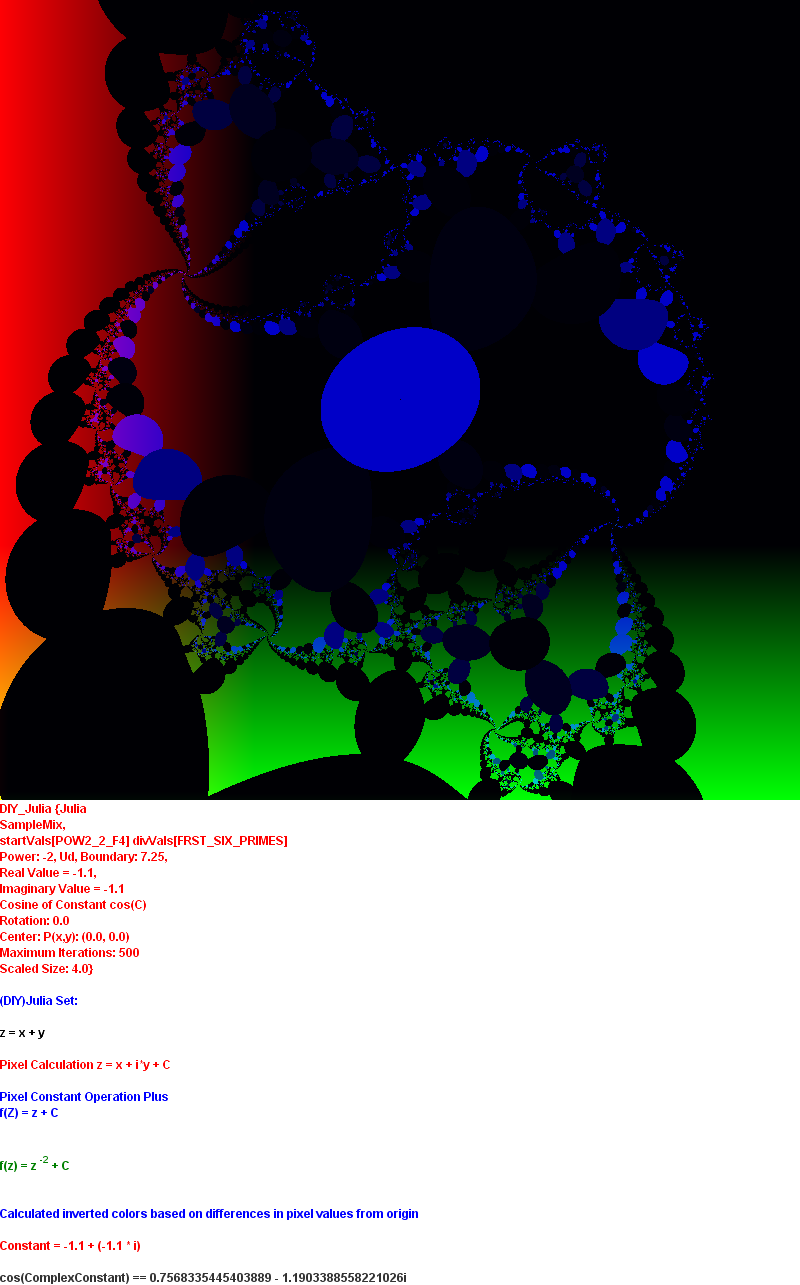 DIY_Julia {Julia
SampleMix,
startVals[POW2_2_F4] divVals[FRST_SIX_PRIMES]
Power: -2, Ud, Boundary: 7.25,
Real Value = -1.1,
Imaginary Value = -1.1
Cosine of Constant cos(C)
Rotation: 0.0
Center: P(x,y): (0.0, 0.0)
Maximum Iterations: 500
Scaled Size: 4.0}
(DIY)Julia Set:
z = x + y
Pixel Calculation z = x + i*y + C
Pixel Constant Operation Plus
f(Z) = z + C
f(z) = z ^-2 + C
Calculated inverted colors based on differences in pixel values from origin
Constant = -1.1 + (-1.1 * i)
cos(ComplexConstant) == 0.7568335445403889 - 1.1903388558221026i